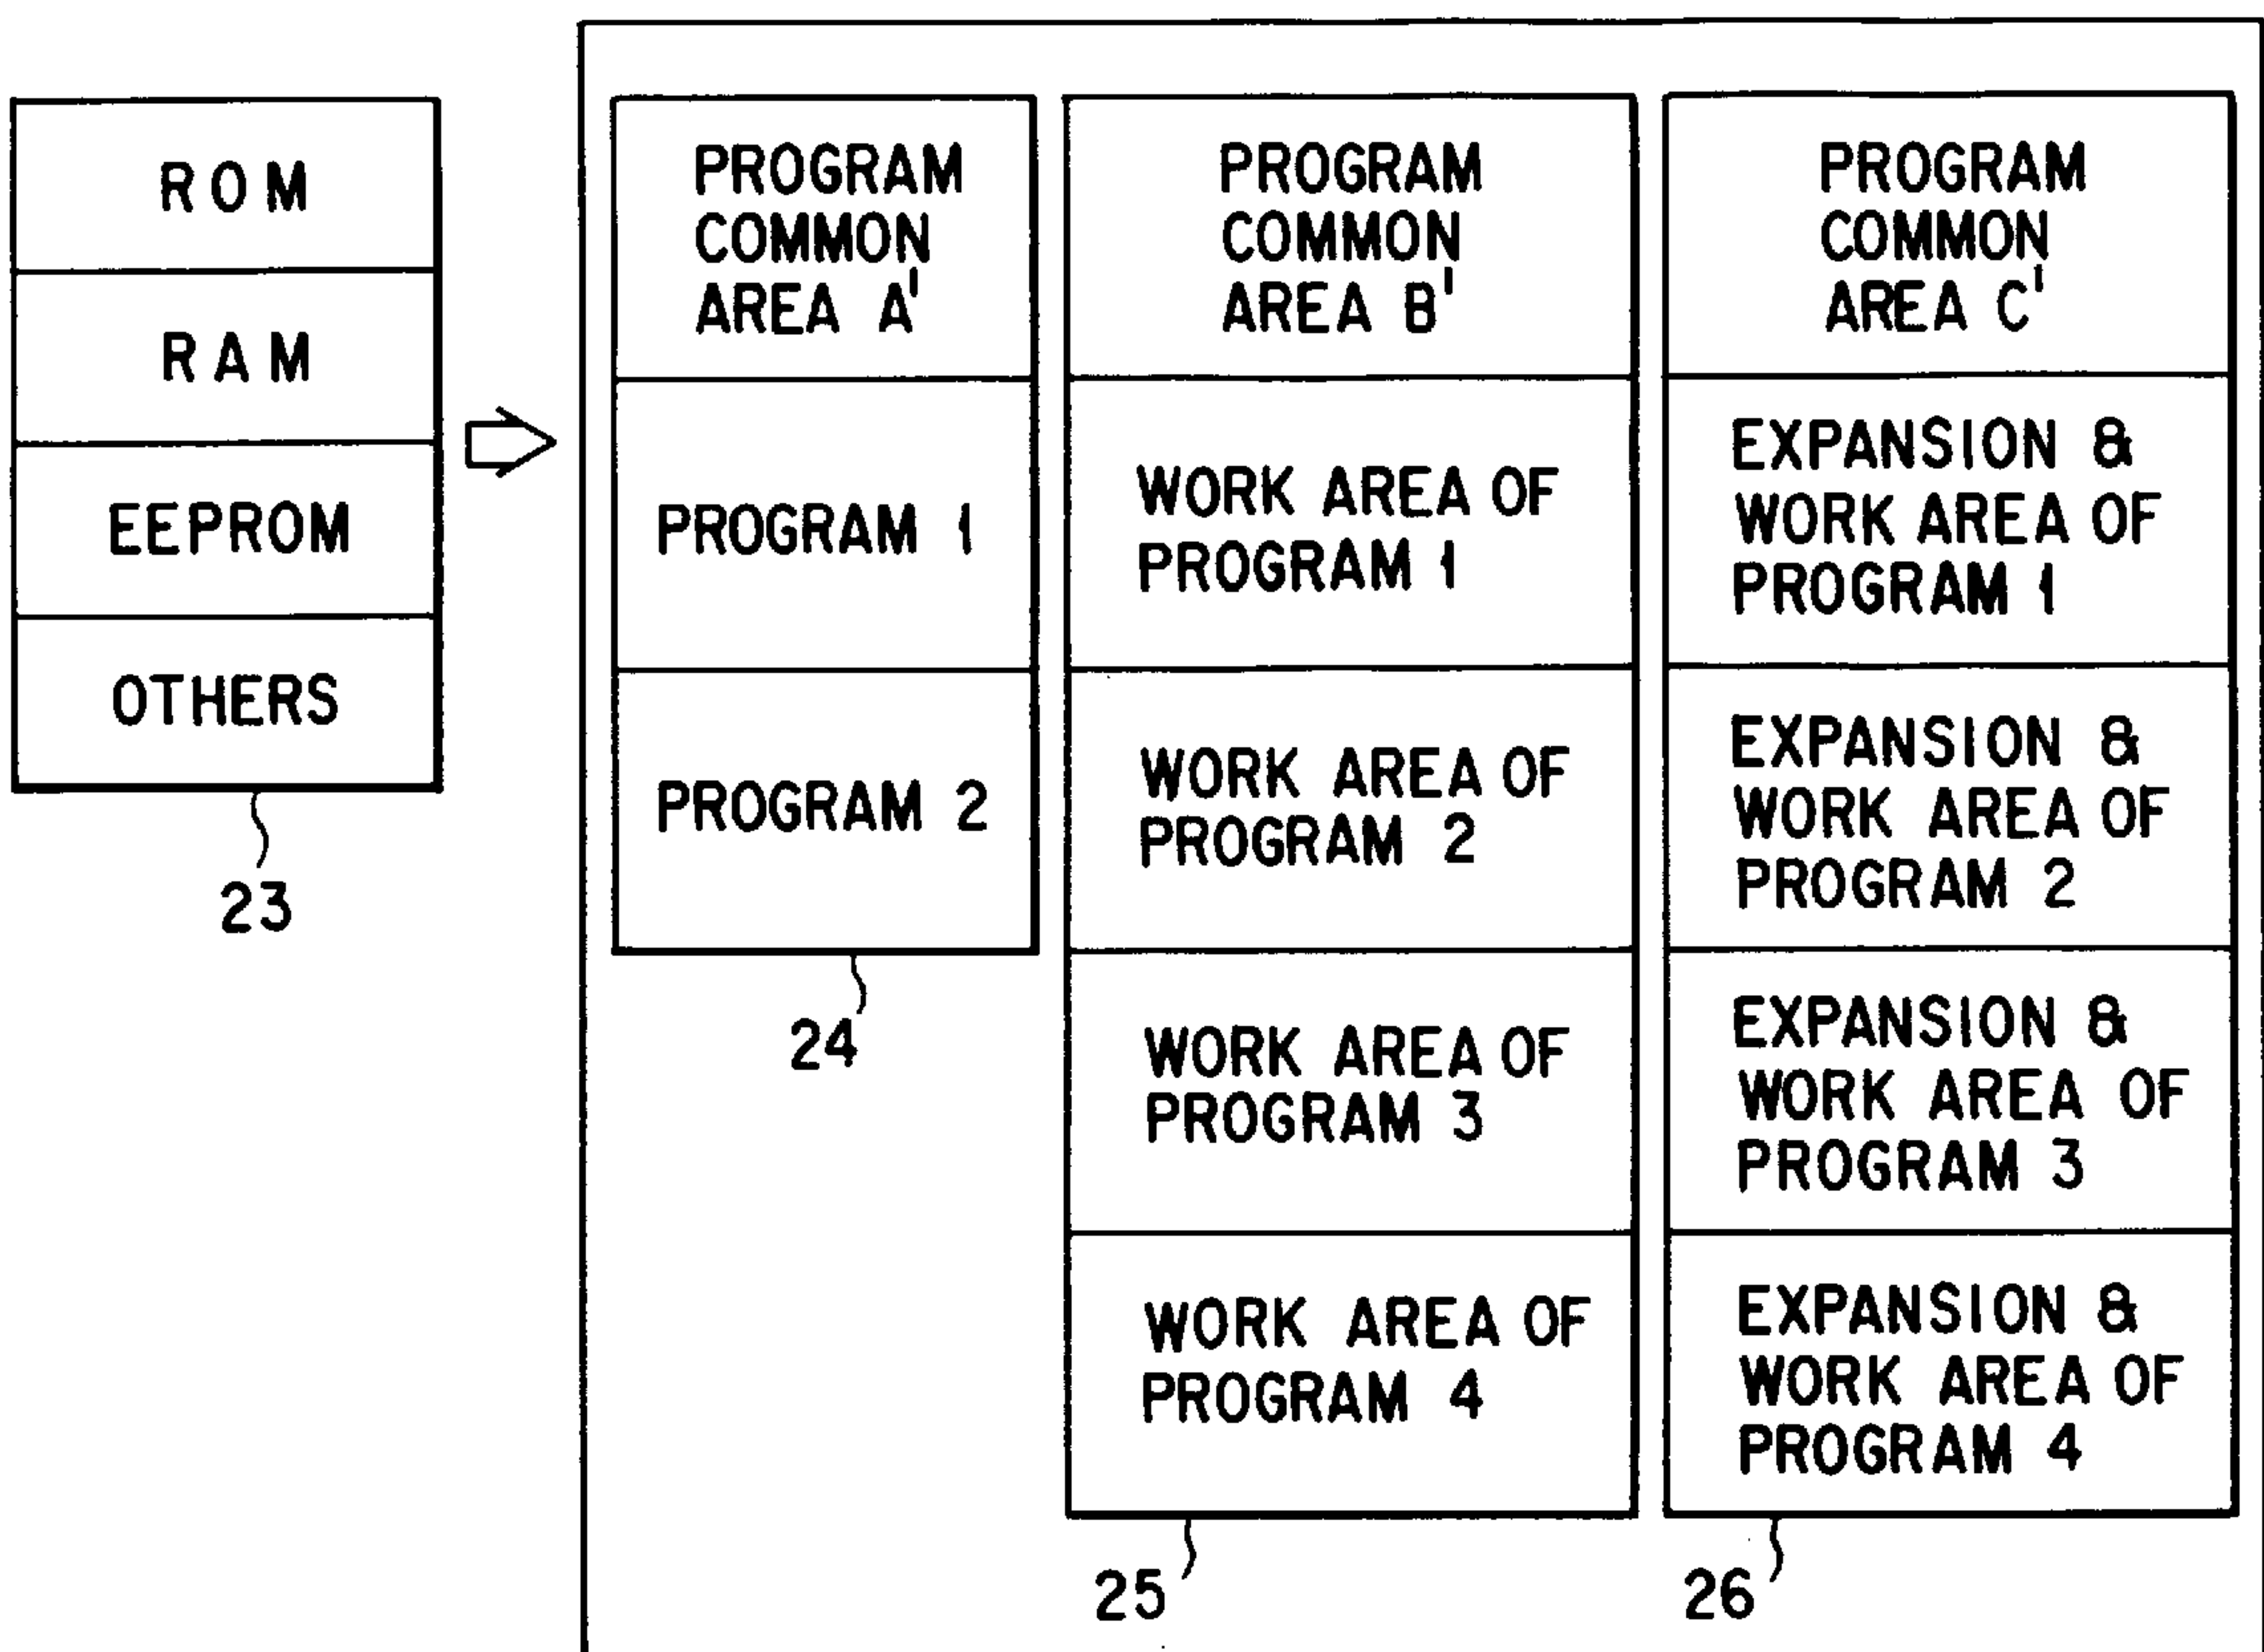 ROM
RAM
EEPROM
OTHERS
23
PROGRAM
COMMON
AREA A'
PROGRAM 1
PROGRAM 2
24
PROGRAM
COMMON
AREA B'
WORK AREA OF
PROGRAM 1
WORK AREA OF
PROGRAM 2
WORK AREA OF
PROGRAM 3
WORK AREA OF
PROGRAM 4
25
PROGRAM
COMMON
AREA C'
EXPANSION &
WORK AREA OF
PROGRAM 1
EXPANSION &
WORK AREA OF
PROGRAM 2
EXPANSION &
WORK AREA OF
PROGRAM 3
EXPANSION &
WORK AREA OF
PROGRAM 4
26